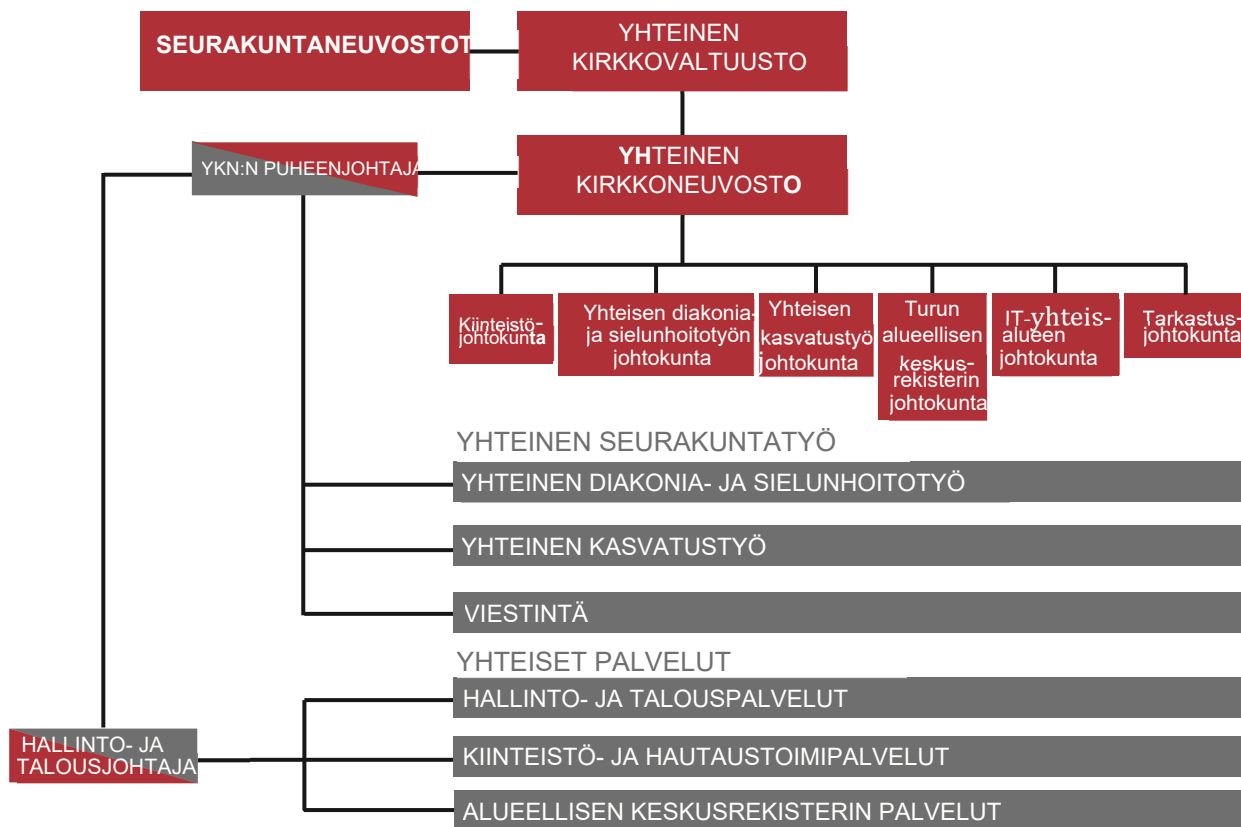 SEURAKUNTANEUVOSTOT
YHTEINEN
KIRKKOVALTUUSTO
YKN:N PUHEENJOHTAJA
YHTEINEN
KIRKKONEUVOSTO
Kiinteistö-
johtokunta
Yhteisen diakonia-
ja sielunhoitotyön
johtokunta
Yhteisen
kasvatustyö
johtokunta
Turun
alueellisen
keskus-
rekisterin
johtokunta
IT-yhteis-
alueen
johtokunta
Tarkastus-
johtokunta
YHTEINEN SEURAKUNTATYÖ
YHTEINEN DIAKONIA- JA SIELUNHOITOTYÖ
YHTEINEN KASVATUSTYÖ
VIESTINTÄ
YHTEISET PALVELUT
HALLINTO- JA TALOUSPALVELUT
HALLINTO- JA
TALOUSJOHTAJA
KIINTEISTÖ- JA HAUTAUSTOIMIPALVELUT
ALUEELLISEN KESKUSREKISTERIN PALVELUT